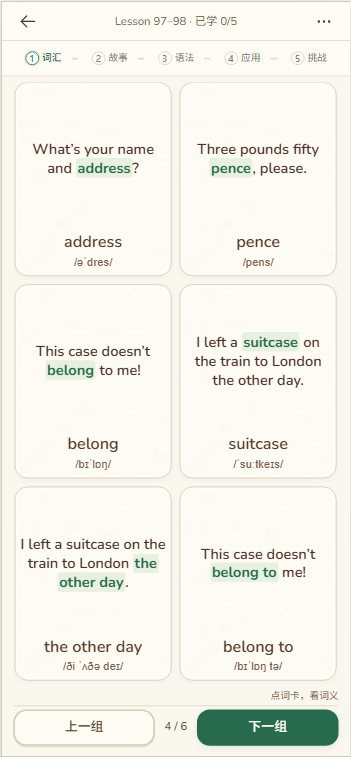 Lesson 97–98 · 已学 0/5
1 词汇 – 2 故事 – 3 语法 – 4 应用 – 5 挑战
What's your name
and address?
address
/əˈdres/
Three pounds fifty
pence, please.
pence
/pens/
This case doesn't
belong to me!
belong
/bɪˈlɒŋ/
I left a suitcase on
the train to London
the other day.
suitcase
/ˈsuːtkeɪs/
I left a suitcase on the
train to London the
other day.
the other day
/ði ˈʌðə deɪ/
This case doesn't
belong to me!
belong to
/bɪˈlɒŋ tə/
点词卡，看词义
上一组
4 / 6
下一组